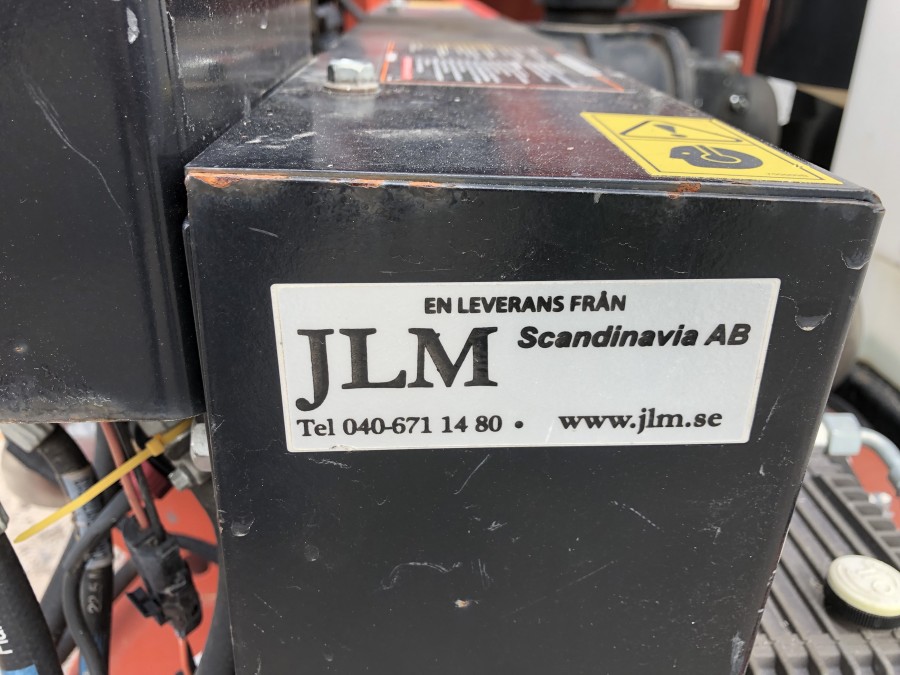 EN LEVERANS FRÅN
JLM Scandinavia AB
Tel 040-671 14 80 • www.jlm.se